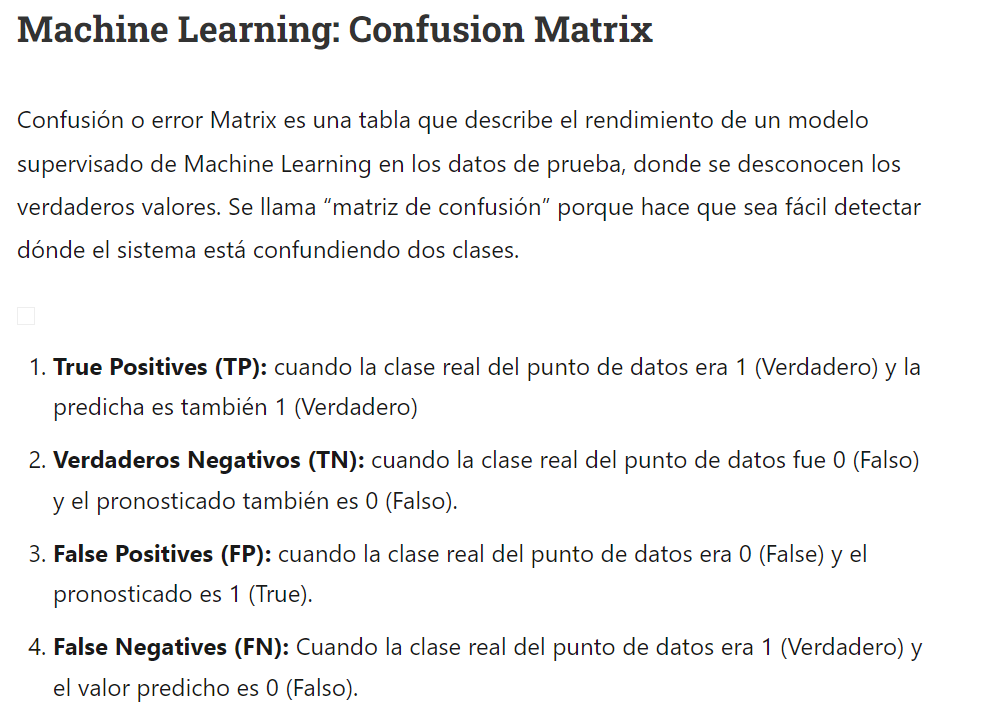 Machine Learning: Confusion Matrix
Confusión o error Matrix es una tabla que describe el rendimiento de un modelo
supervisado de Machine Learning en los datos de prueba, donde se desconocen los
verdaderos valores. Se llama “matriz de confusión” porque hace que sea fácil detectar
dónde el sistema está confundiendo dos clases.
1. True Positives (TP): cuando la clase real del punto de datos era 1 (Verdadero) y la
predicha es también 1 (Verdadero)
2. Verdaderos Negativos (TN): cuando la clase real del punto de datos fue 0 (Falso)
y el pronosticado también es 0 (Falso).
3. False Positives (FP): cuando la clase real del punto de datos era 0 (False) y el
pronosticado es 1 (True).
4. False Negatives (FN): Cuando la clase real del punto de datos era 1 (Verdadero) y
el valor predicho es 0 (Falso).